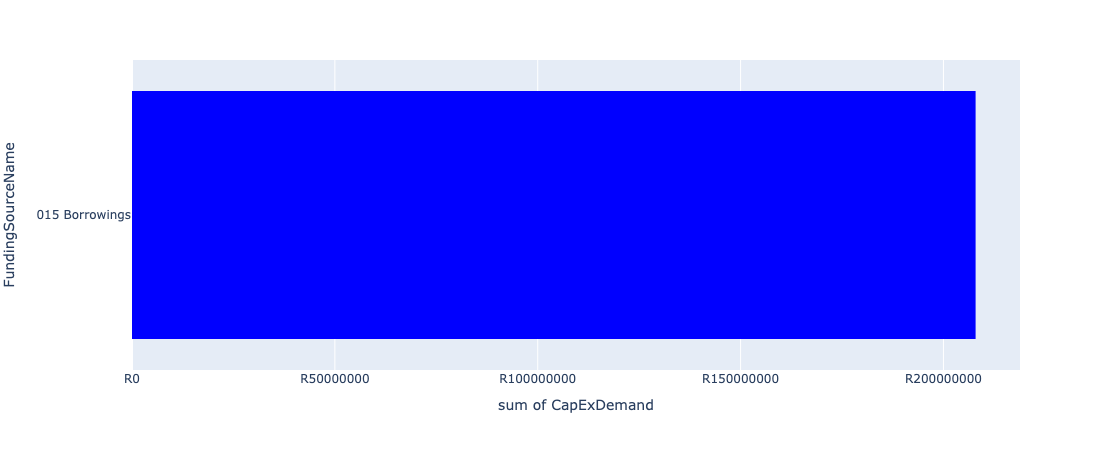 FundingSourceName
015 Borrowings
R0
R50000000
R100000000
R150000000
R200000000
sum of CapExDemand